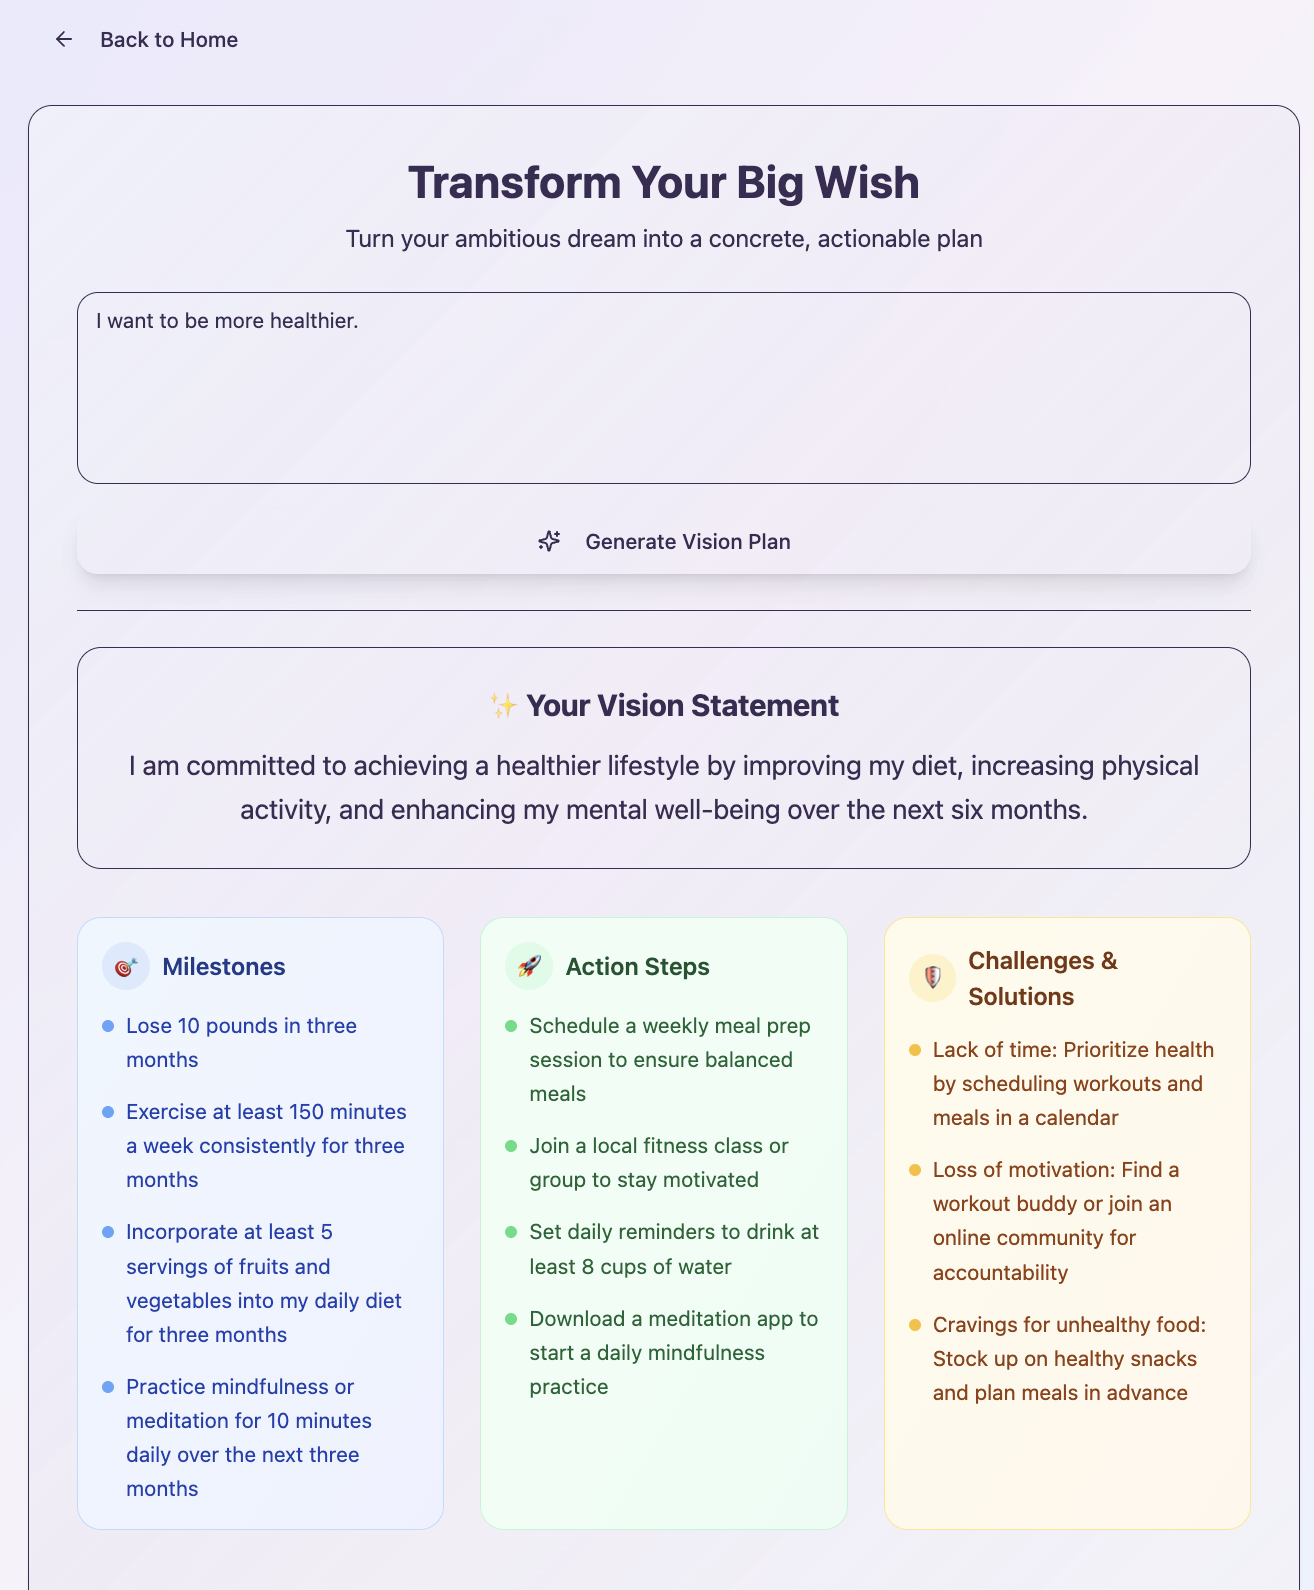 Back to Home
Transform Your Big Wish
Turn your ambitious dream into a concrete, actionable plan
I want to be more healthier.
Generate Vision Plan
✨ Your Vision Statement
I am committed to achieving a healthier lifestyle by improving my diet, increasing physical
activity, and enhancing my mental well-being over the next six months.
Milestones
Lose 10 pounds in three
months
Exercise at least 150 minutes
a week consistently for three
months
Incorporate at least 5
servings of fruits and
vegetables into my daily diet
for three months
Practice mindfulness or
meditation for 10 minutes
daily over the next three
months
Action Steps
Schedule a weekly meal prep
session to ensure balanced
meals
Join a local fitness class or
group to stay motivated
Set daily reminders to drink at
least 8 cups of water
Download a meditation app to
start a daily mindfulness
practice
Challenges &
Solutions
Lack of time: Prioritize health
by scheduling workouts and
meals in a calendar
Loss of motivation: Find a
workout buddy or join an
online community for
accountability
Cravings for unhealthy food:
Stock up on healthy snacks
and plan meals in advance